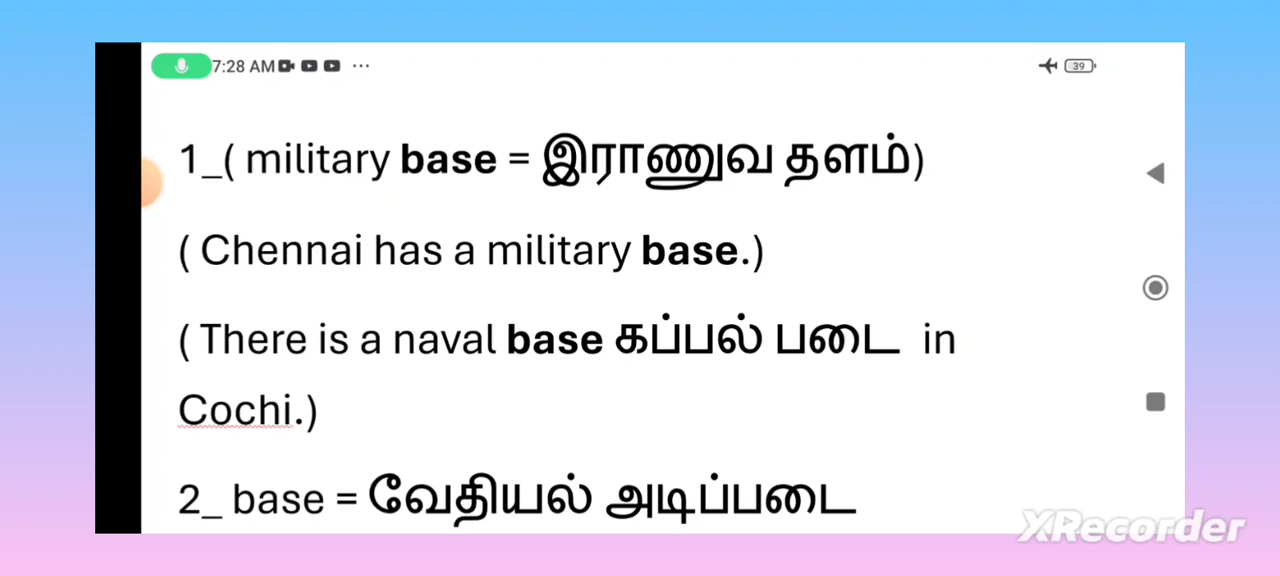 7:28 AM ... 39
1_( military base = இராணுவ தளம்)
( Chennai has a military base.)
( There is a naval base கப்பல் படை in
Cochi.)
2_ base = வேதியல் அடிப்படை
XRecorder